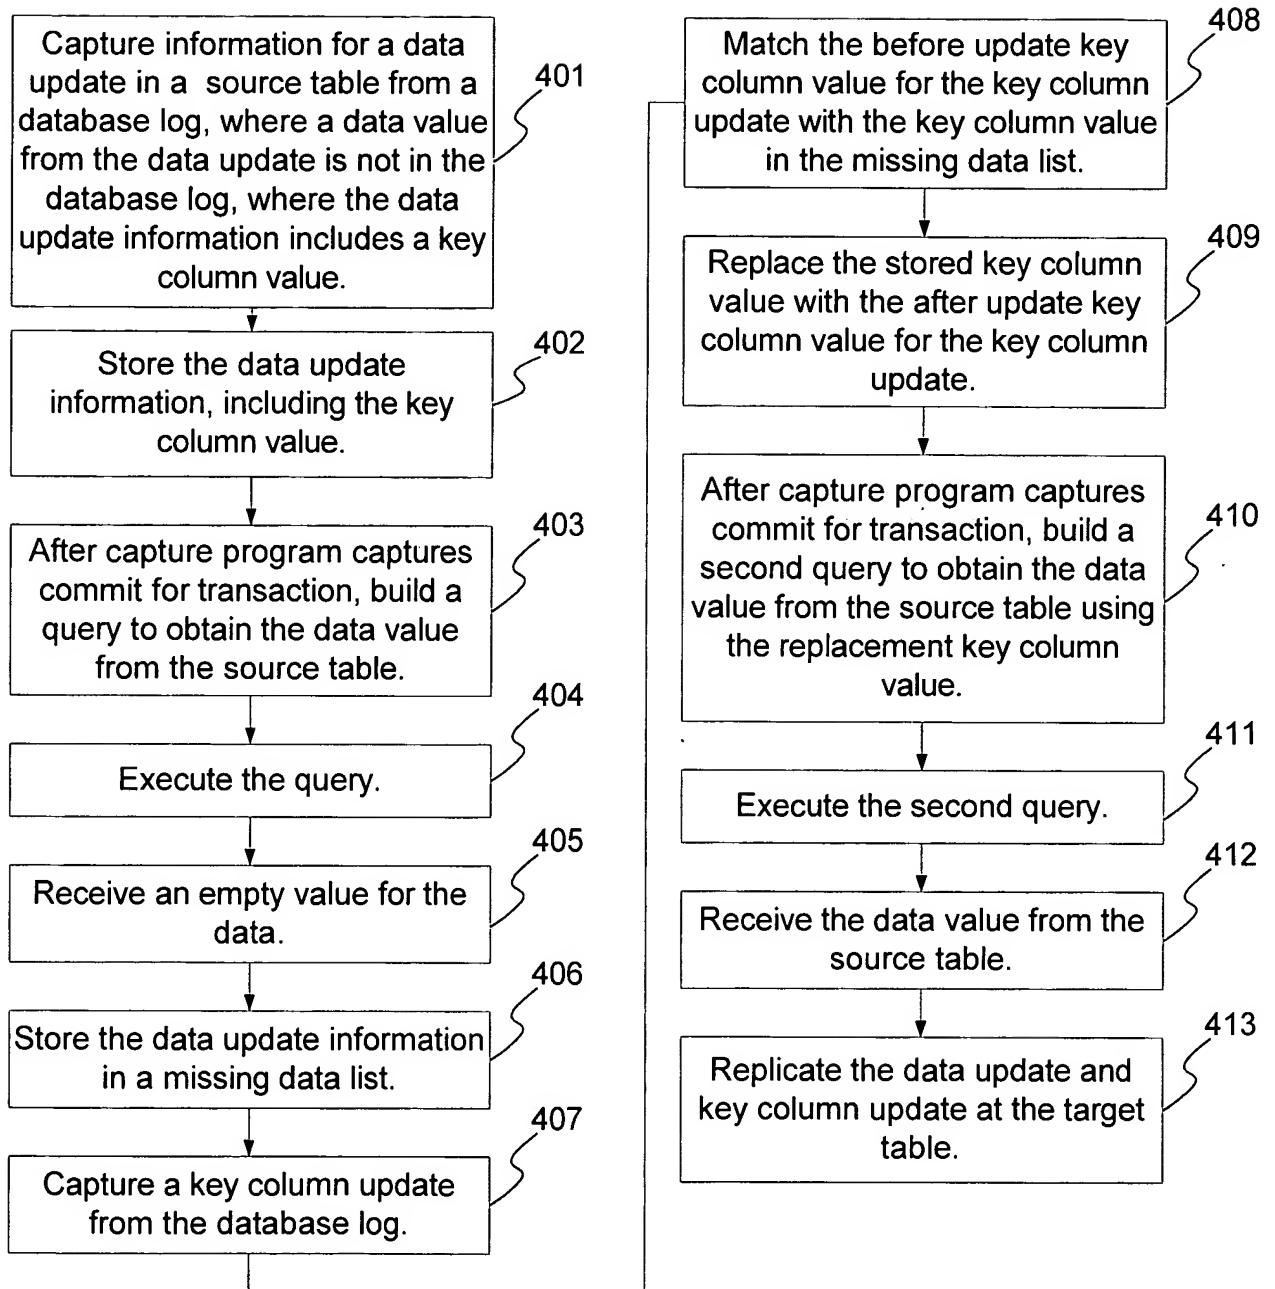 Capture information for a data
update in a source table from a
database log, where a data value
from the data update is not in the
database log, where the data
update information includes a key
column value.
401
Store the data update
information, including the key
column value.
402
After capture program captures
commit for transaction, build a
query to obtain the data value
from the source table.
403
Execute the query.
404
Receive an empty value for the
data.
405
Store the data update information
in a missing data list.
406
Capture a key column update
from the database log.
407
Match the before update key
column value for the key column
update with the key column value
in the missing data list.
408
Replace the stored key column
value with the after update key
column value for the key column
update.
409
After capture program captures
commit for transaction, build a
second query to obtain the data
value from the source table using
the replacement key column
value.
410
Execute the second query.
411
Receive the data value from the
source table.
412
Replicate the data update and
key column update at the target
table.
413